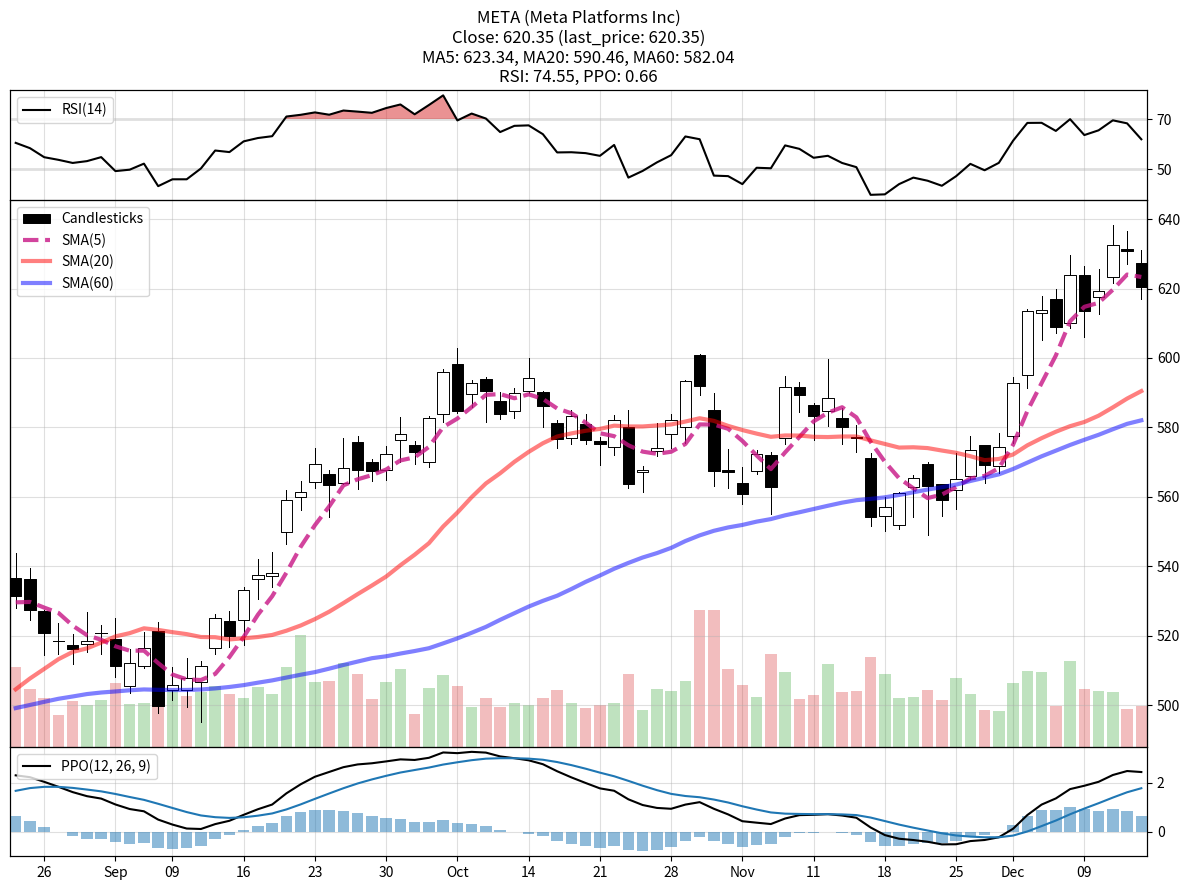 META (Meta Platforms Inc)
Close: 620.35 (last_price: 620.35)
MA5: 623.34, MA20: 590.46, MA60: 582.04
RSI: 74.55, PPO: 0.66
RSI(14)
70
50
Candlesticks
SMA(5)
SMA(20)
SMA(60)
640
620
600
580
560
540
520
500
PPO(12, 26, 9)
2
0
26 Sep 09 16 23 30 Oct 14 21 28 Nov 11 18 25 Dec 09